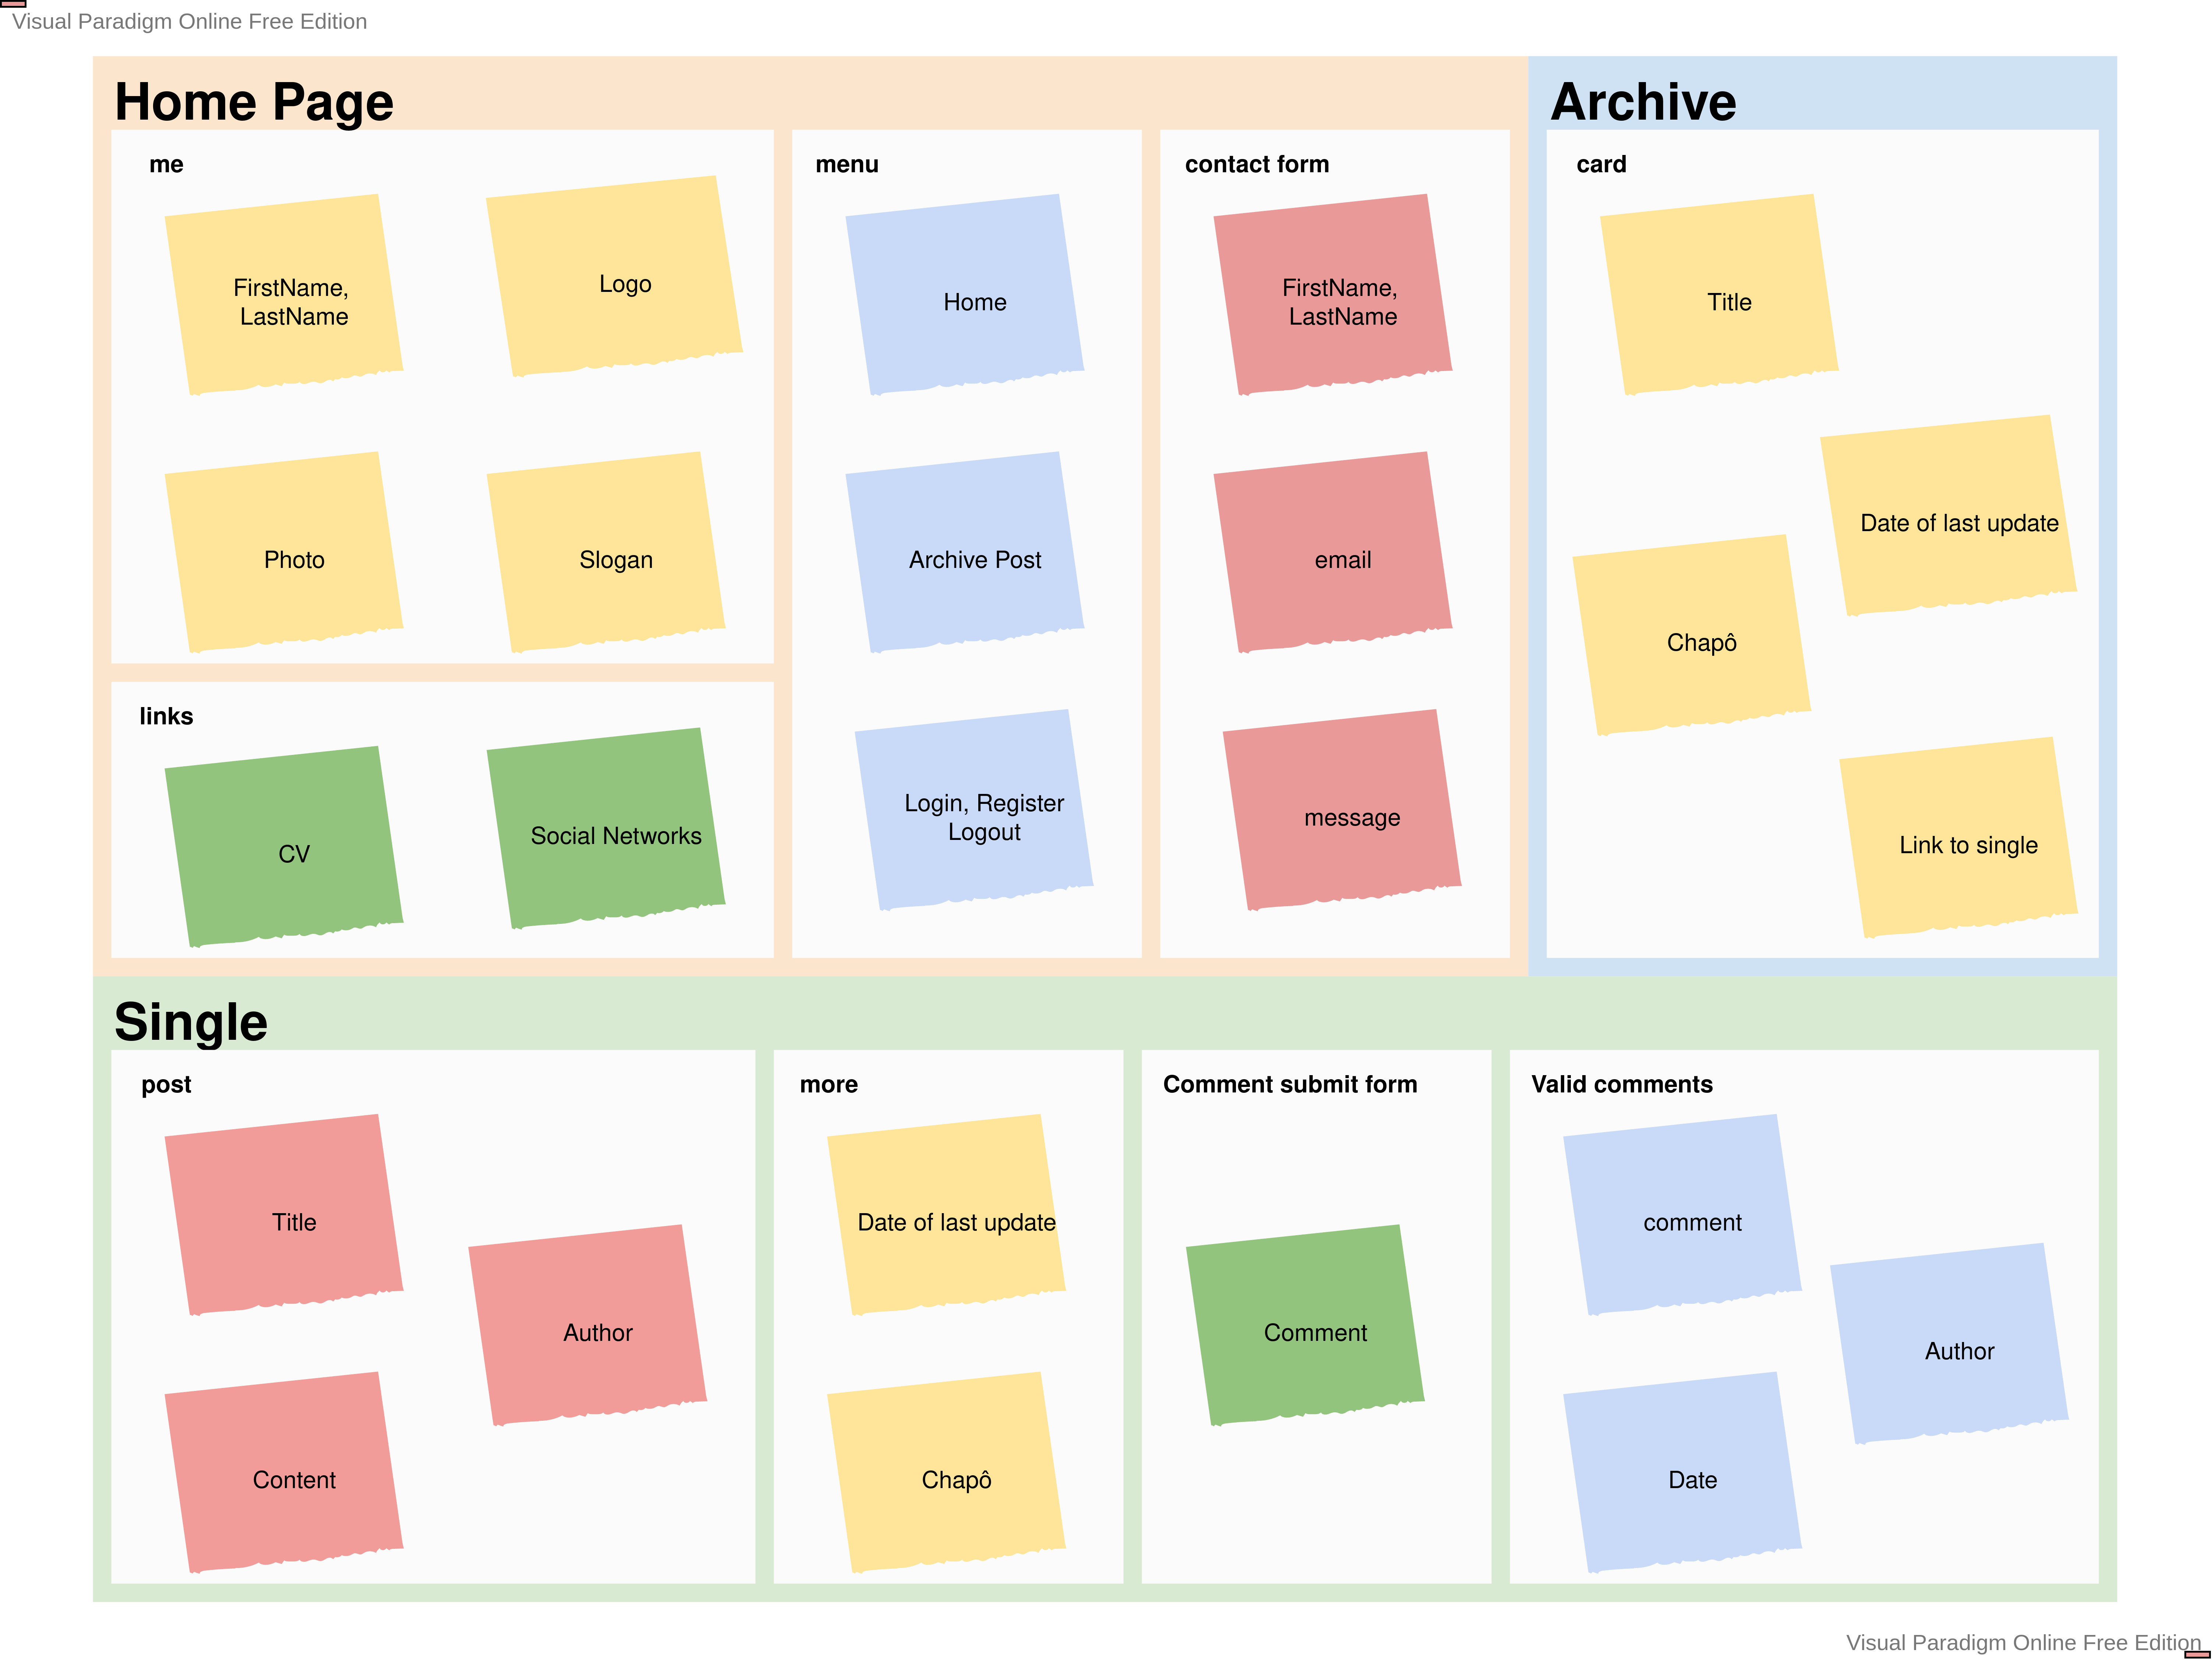 Visual Paradigm Online Free Edition
Home Page
me
FirstName,
LastName
Logo
Photo
Slogan
links
CV
Social Networks
menu
Home
Archive Post
Login, Register
Logout
contact form
FirstName,
LastName
email
message
Archive
card
Title
Date of last update
Chapô
Link to single
Single
post
Title
Author
Content
more
Date of last update
Chapô
Comment submit form
Comment
Valid comments
comment
Author
Date
Visual Paradigm Online Free Edition